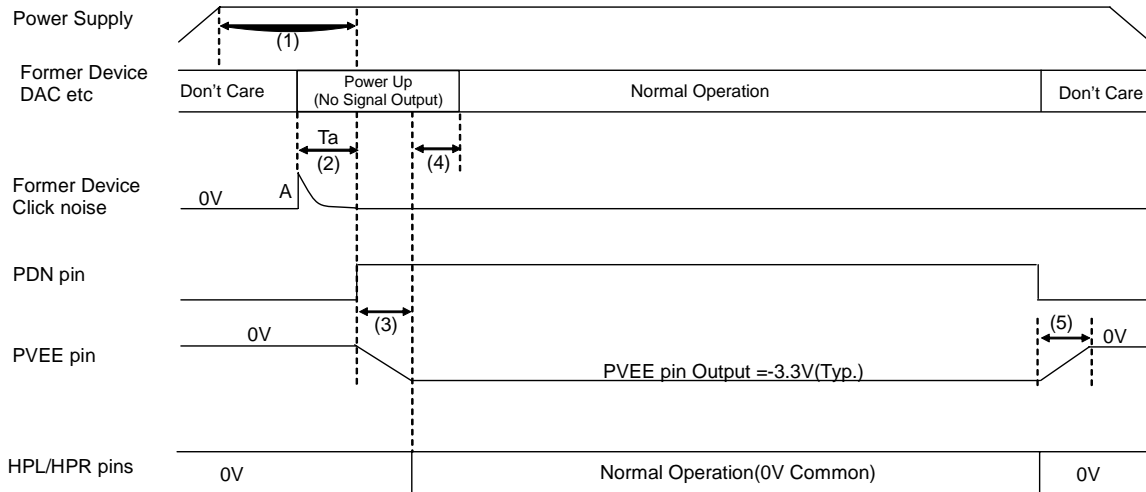 Power Supply
(1)
Former Device
DAC etc
Don't Care
Power Up
(No Signal Output)
Normal Operation
Don't Care
Ta
(2)
(4)
Former Device
Click noise
0V
A
PDN pin
(3)
(5)
0V
0V
PVEE pin
PVEE pin Output =-3.3V(Typ.)
HPL/HPR pins
0V
Normal Operation(0V Common)
0V